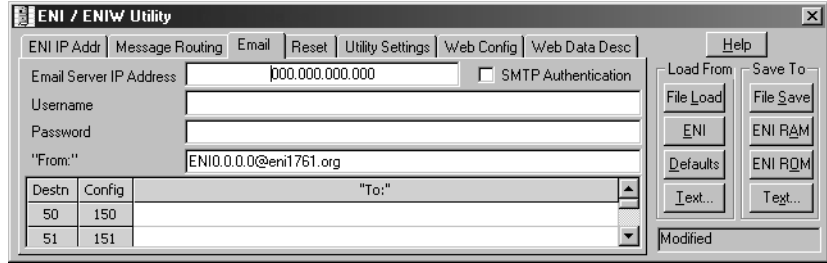 ENI / ENIW Utility
ENI IP Addr Message Routing Email Reset Utility Settings Web Config Web Data Desc Help
Email Server IP Address 000.000.000.000 SMTP Authentication
Username
Password
"From:" ENI0.0.0.0@eni1761.org
Destn Config "To:"
50 150
51 151
Load From Save To
File Load File Save
ENI ENI RAM
Defaults ENI ROM
Text... Text...
Modified